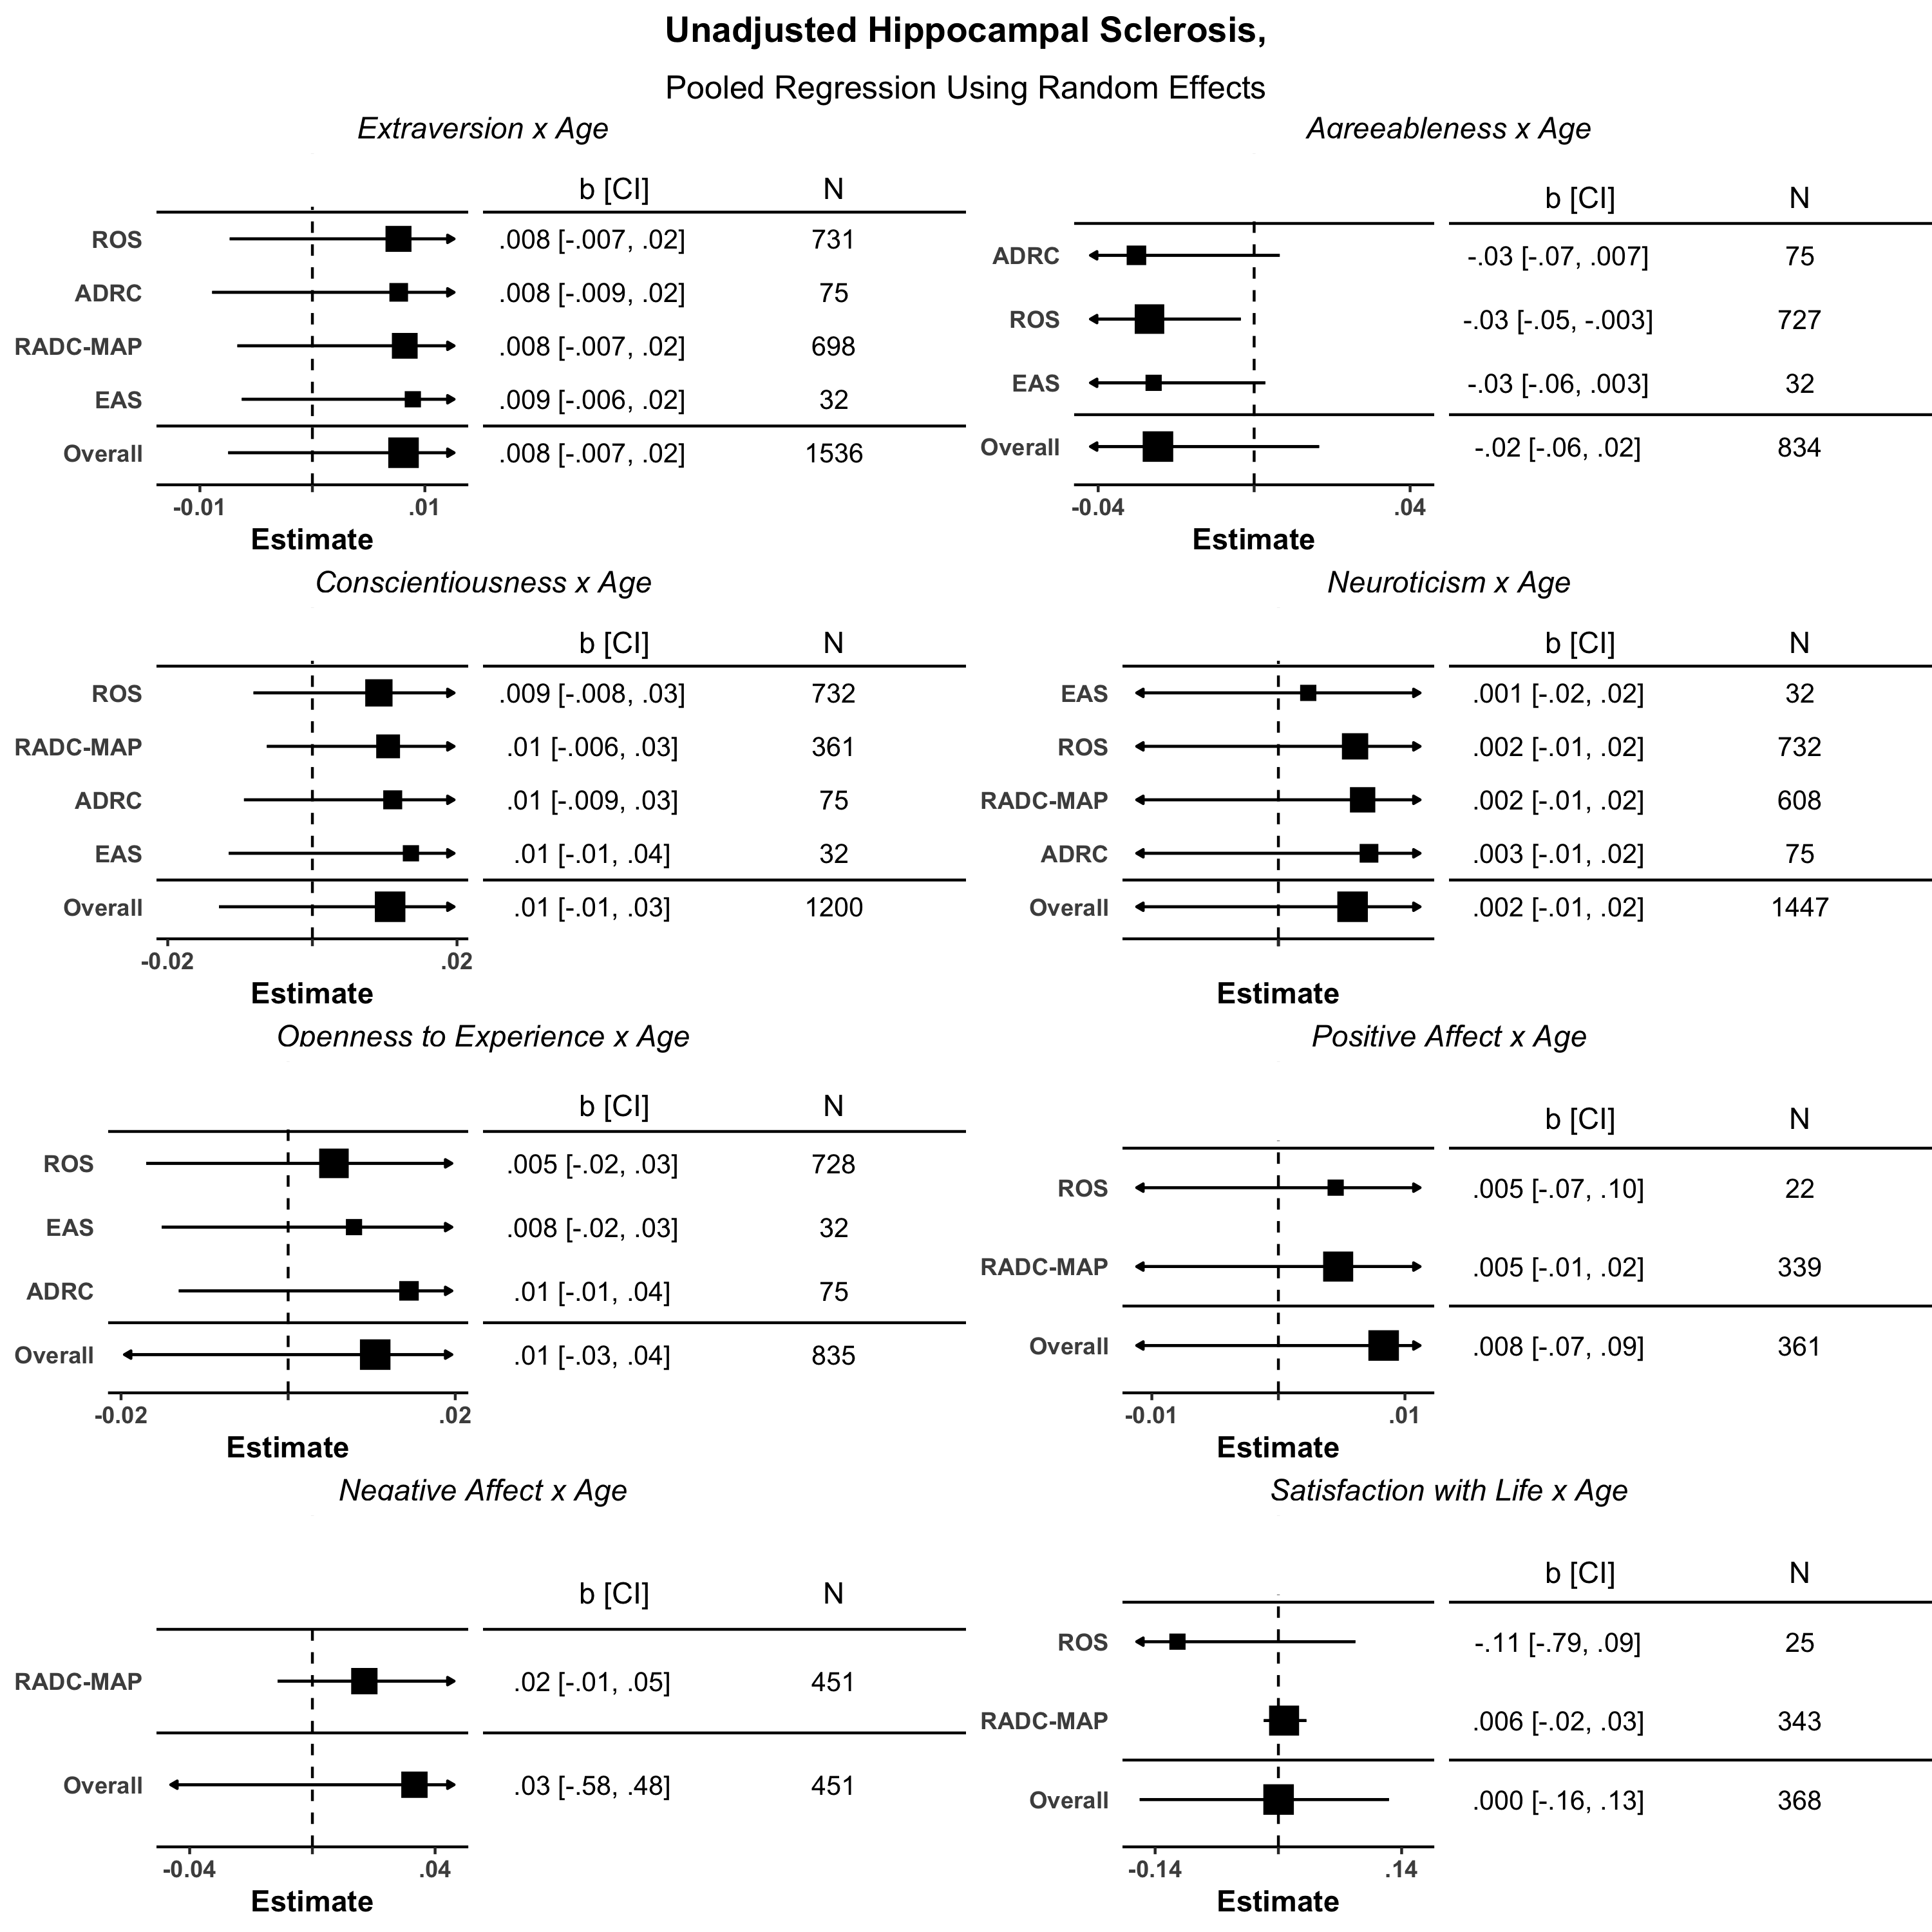 Unadjusted Hippocampal Sclerosis,
Pooled Regression Using Random Effects
Extraversion x Age
b [CI] N
ROS .008 [-.007, .02] 731
ADRC .008 [-.009, .02] 75
RADC-MAP .008 [-.007, .02] 698
EAS .009 [-.006, .02] 32
Overall .008 [-.007, .02] 1536
-0.01 .01
Estimate
Agreeableness x Age
b [CI] N
ADRC -.03 [-.07, .007] 75
ROS -.03 [-.05, -.003] 727
EAS -.03 [-.06, .003] 32
Overall -.02 [-.06, .02] 834
-0.04 .04
Estimate
Conscientiousness x Age
b [CI] N
ROS .009 [-.008, .03] 732
RADC-MAP .01 [-.006, .03] 361
ADRC .01 [-.009, .03] 75
EAS .01 [-.01, .04] 32
Overall .01 [-.01, .03] 1200
-0.02 .02
Estimate
Neuroticism x Age
b [CI] N
EAS .001 [-.02, .02] 32
ROS .002 [-.01, .02] 732
RADC-MAP .002 [-.01, .02] 608
ADRC .003 [-.01, .02] 75
Overall .002 [-.01, .02] 1447
Estimate
Openness to Experience x Age
b [CI] N
ROS .005 [-.02, .03] 728
EAS .008 [-.02, .03] 32
ADRC .01 [-.01, .04] 75
Overall .01 [-.03, .04] 835
-0.02 .02
Estimate
Positive Affect x Age
b [CI] N
ROS .005 [-.07, .10] 22
RADC-MAP .005 [-.01, .02] 339
Overall .008 [-.07, .09] 361
-0.01 .01
Estimate
Negative Affect x Age
b [CI] N
RADC-MAP .02 [-.01, .05] 451
Overall .03 [-.58, .48] 451
-0.04 .04
Estimate
Satisfaction with Life x Age
b [CI] N
ROS -.11 [-.79, .09] 25
RADC-MAP .006 [-.02, .03] 343
Overall .000 [-.16, .13] 368
-0.14 .14
Estimate